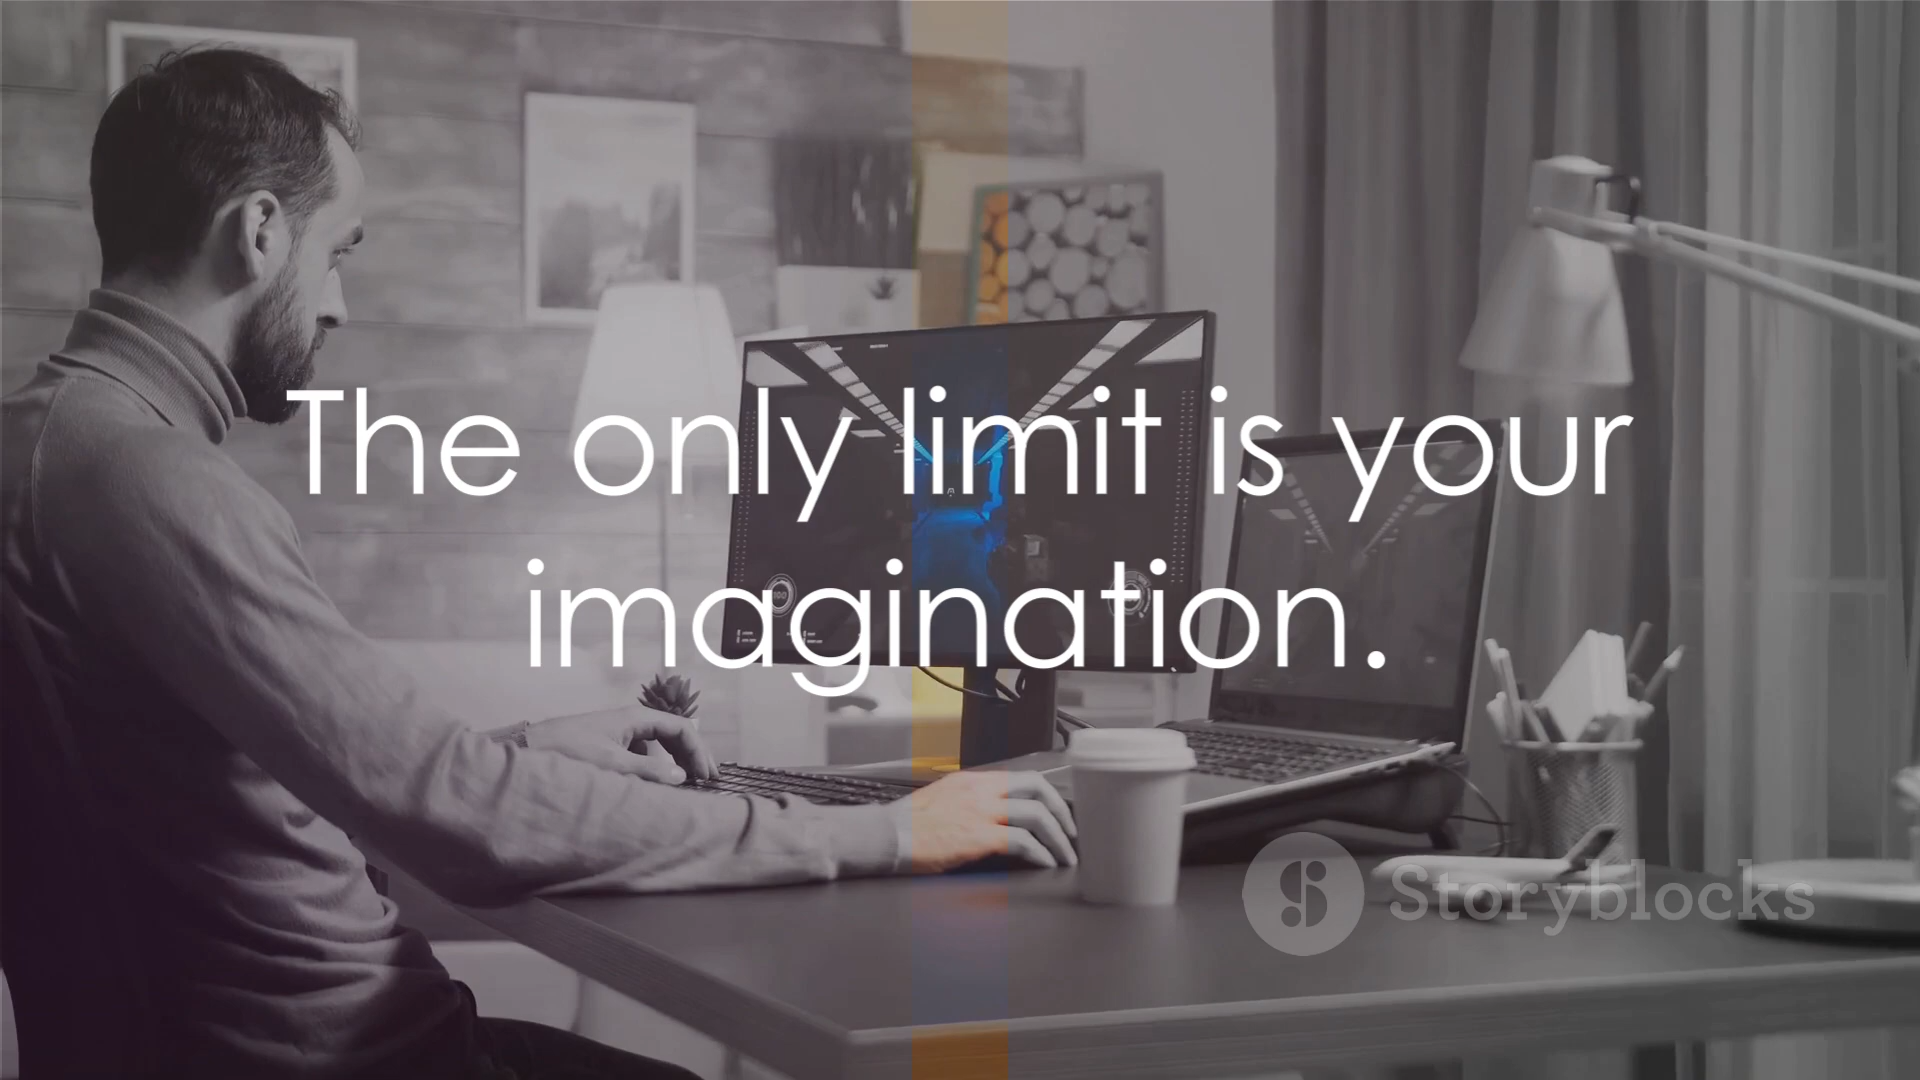 The only limit is your
imagination.
Storyblocks